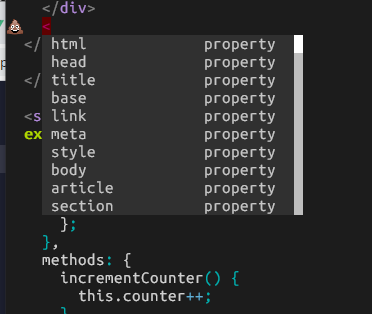 </div>
<
</
html property
head property
title property
</
base property
link property
<s
meta property
ex
style property
body property
article property
section property
};
},
methods: {
incrementCounter() {
this.counter++;
}